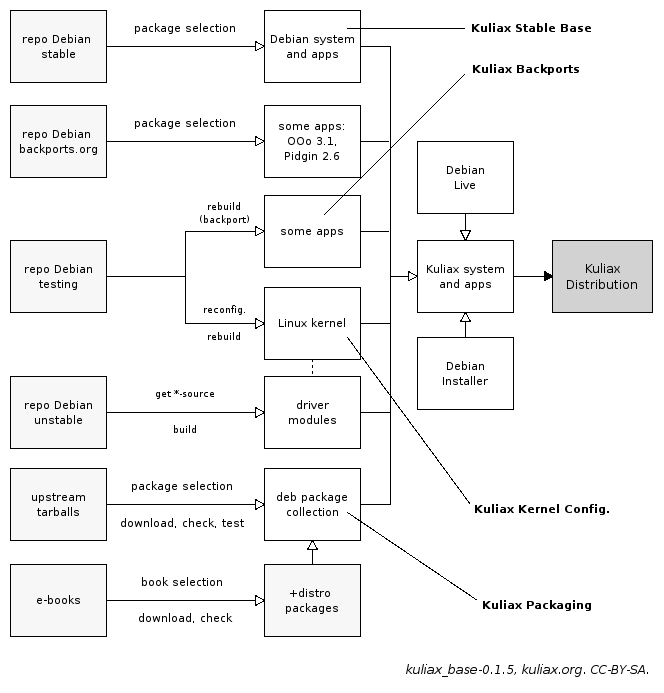 repo Debian
stable
package selection
Debian system
and apps
Kuliax Stable Base
Kuliax Backports
repo Debian
backports.org
package selection
some apps:
OOo 3.1,
Pidgin 2.6
Debian
Live
rebuild
(backport)
some apps
repo Debian
testing
Kuliax system
and apps
Kuliax
Distribution
reconfig.
rebuild
Linux kernel
Debian
Installer
repo Debian
unstable
get *-source
build
driver
modules
upstream
tarballs
package selection
download, check, test
deb package
collection
Kuliax Kernel Config.
e-books
book selection
download, check
+distro
packages
Kuliax Packaging
kuliax_base-0.1.5, kuliax.org. CC-BY-SA.